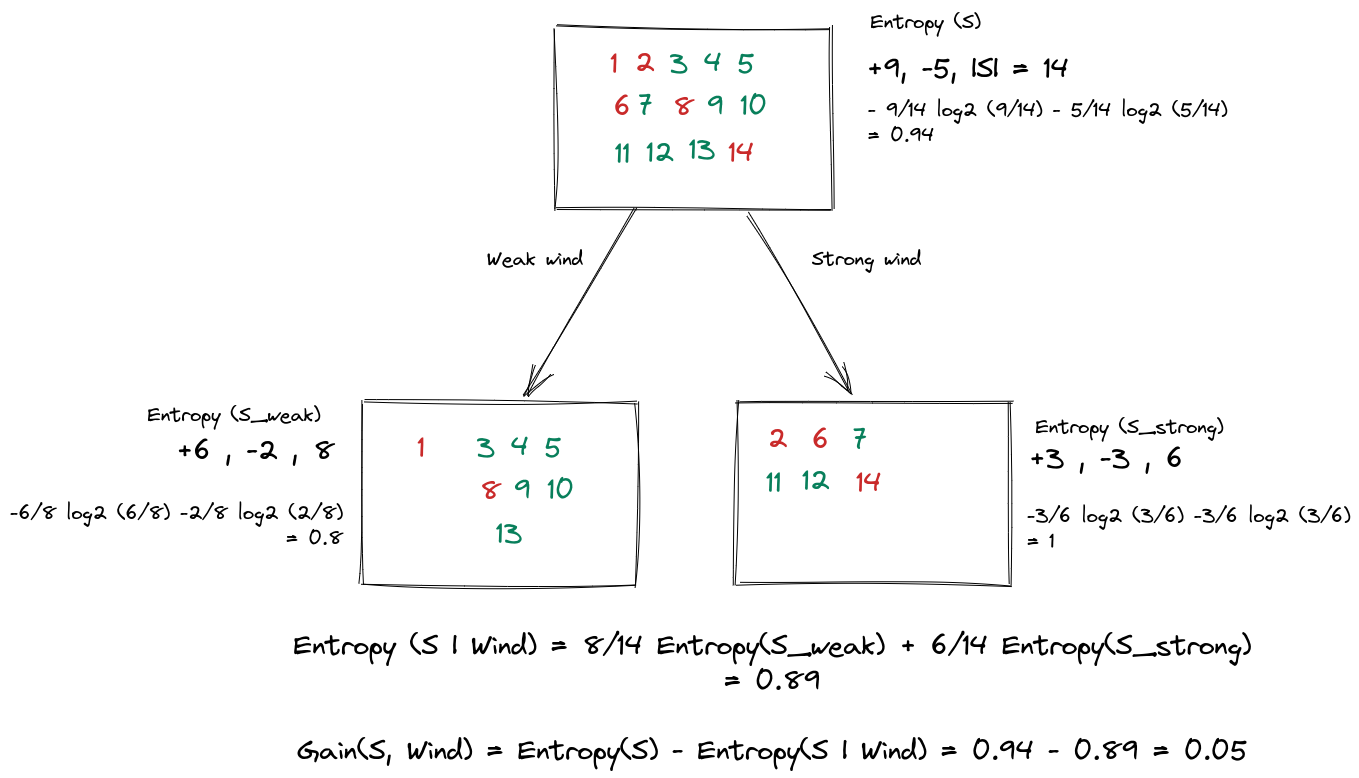 Entropy (S)
+9, -5, |S| = 14
- 9/14 log2 (9/14) - 5/14 log2 (5/14)
= 0.94
1 2 3 4 5
6 7 8 9 10
11 12 13 14
Weak wind
Strong wind
Entropy (S_weak)
+6 , -2 , 8
-6/8 log2 (6/8) -2/8 log2 (2/8)
= 0.8
1 3 4 5
8 9 10
13
2 6 7
11 12 14
Entropy (S_strong)
+3 , -3 , 6
-3/6 log2 (3/6) -3/6 log2 (3/6)
= 1
Entropy (S | Wind) = 8/14 Entropy(S_weak) + 6/14 Entropy(S_strong)
= 0.89
Gain(S, Wind) = Entropy(S) - Entropy(S | Wind) = 0.94 - 0.89 = 0.05